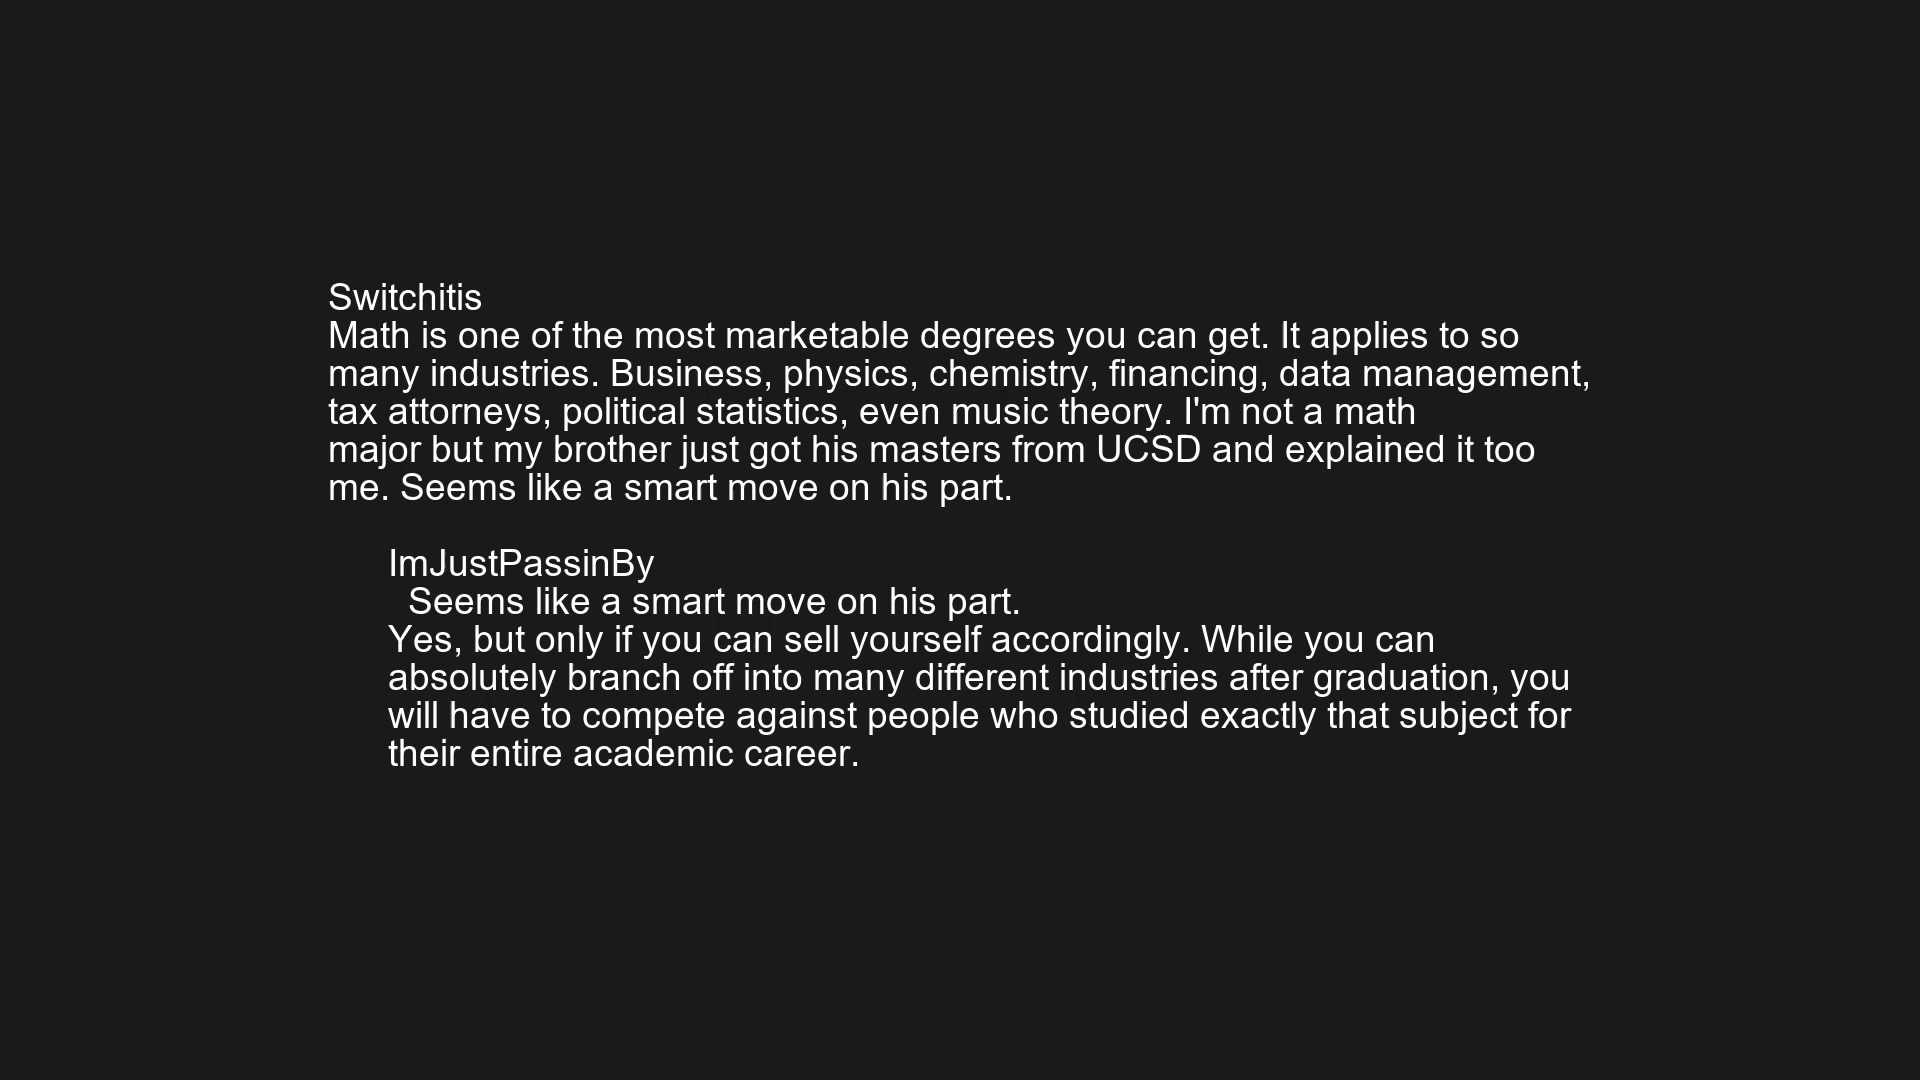 Switchitis
Math is one of the most marketable degrees you can get. It applies to so
many industries. Business, physics, chemistry, financing, data management,
tax attorneys, political statistics, even music theory. I'm not a math
major but my brother just got his masters from UCSD and explained it too
me. Seems like a smart move on his part.
ImJustPassinBy
Seems like a smart move on his part.
Yes, but only if you can sell yourself accordingly. While you can
absolutely branch off into many different industries after graduation, you
will have to compete against people who studied exactly that subject for
their entire academic career.